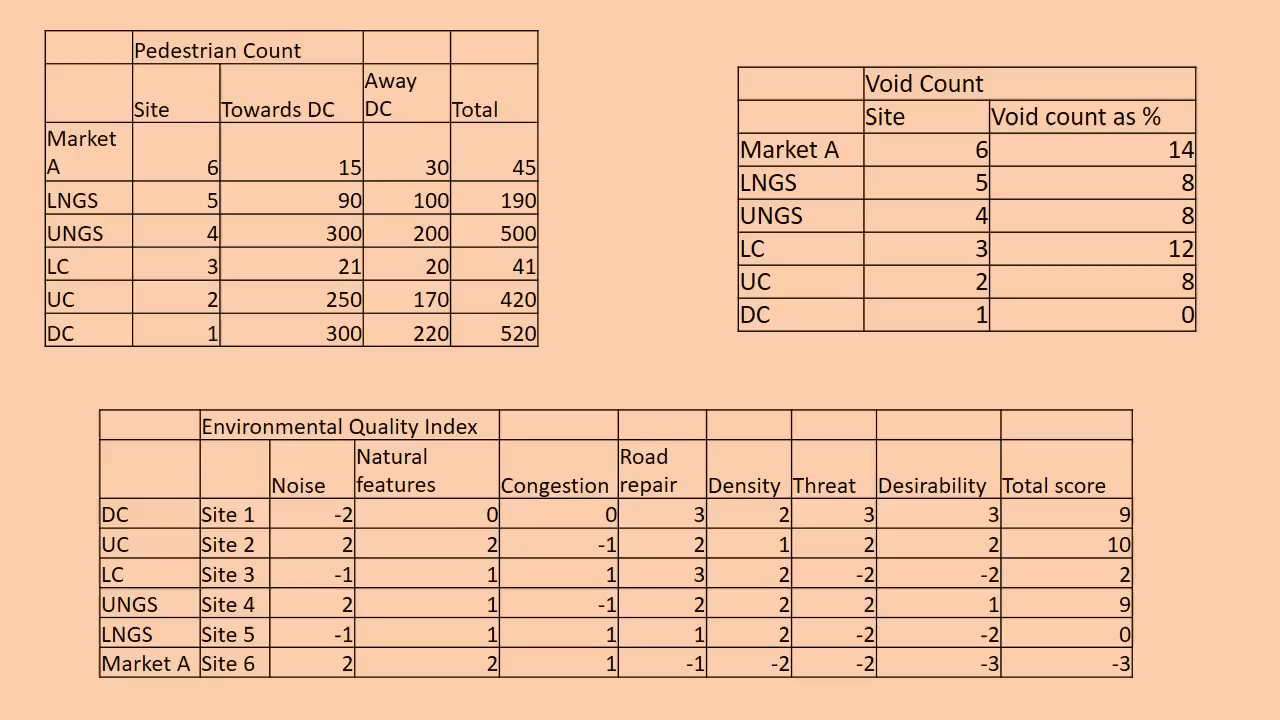 Pedestrian Count
Site Towards DC Away DC Total
Market A 6 15 30 45
LNGS 5 90 100 190
UNGS 4 300 200 500
LC 3 21 20 41
UC 2 250 170 420
DC 1 300 220 520
Void Count
Site Void count as %
Market A 6 14
LNGS 5 8
UNGS 4 8
LC 3 12
UC 2 8
DC 1 0
Environmental Quality Index
Noise Natural features Congestion Road repair Density Threat Desirability Total score
DC Site 1 -2 0 0 3 2 3 3 9
UC Site 2 2 2 -1 2 1 2 2 10
LC Site 3 -1 1 1 3 2 -2 -2 2
UNGS Site 4 2 1 -1 2 2 2 1 9
LNGS Site 5 -1 1 1 1 2 -2 -2 0
Market A Site 6 2 2 1 -1 -2 -2 -3 -3